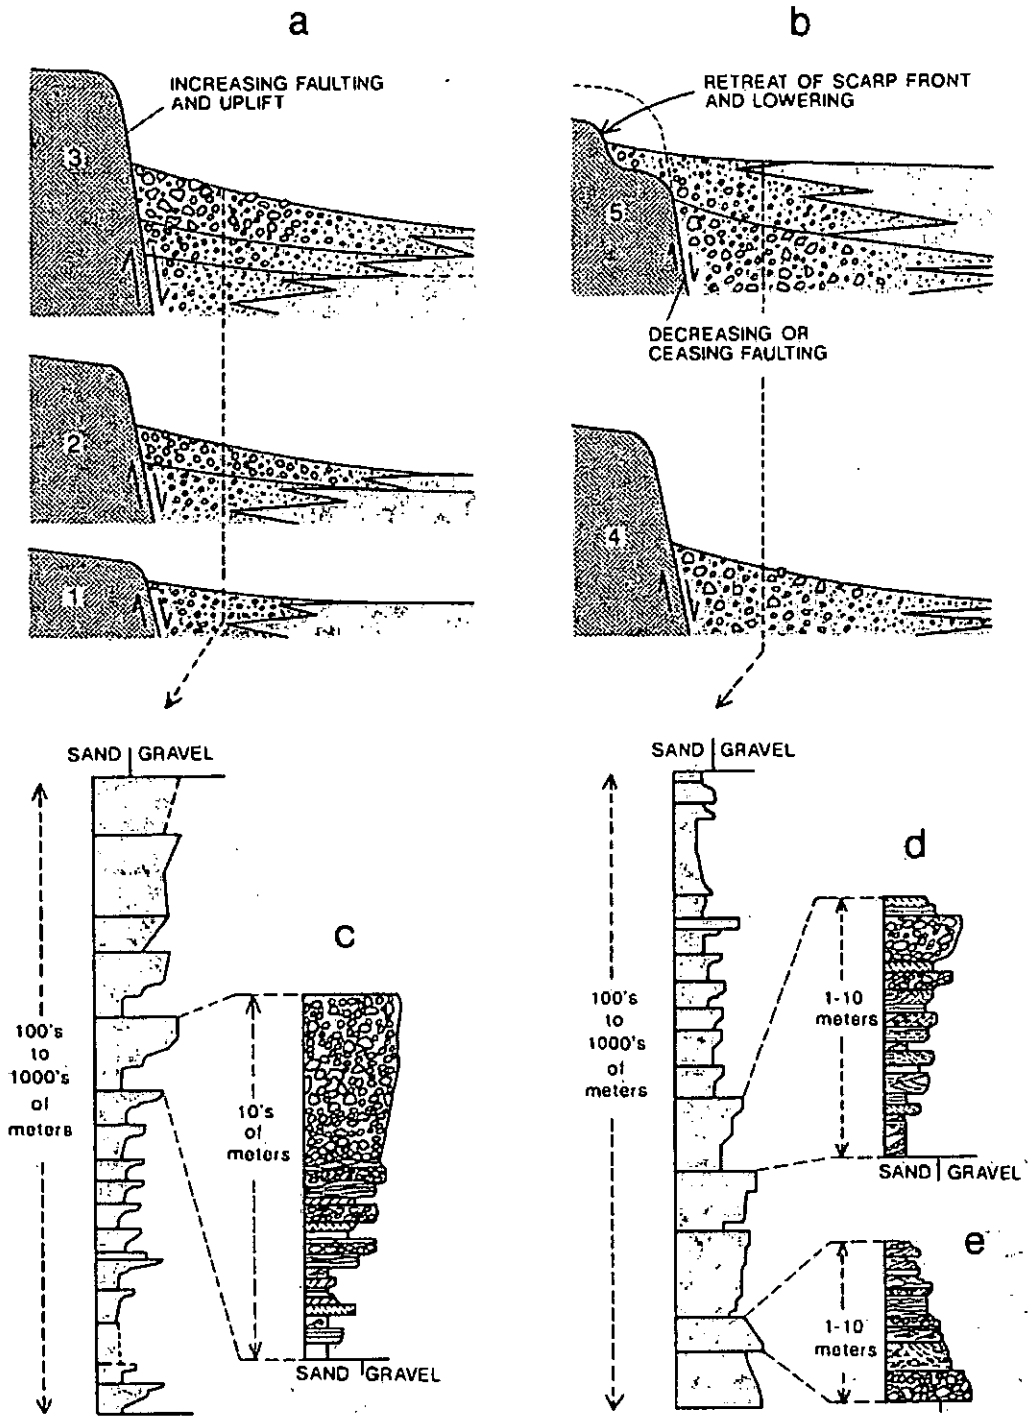 a
b
INCREASING FAULTING
AND UPLIFT
3
2
1
RETREAT OF SCARP FRONT
AND LOWERING
5
DECREASING OR
CEASING FAULTING
4
SAND GRAVEL
100's
to
1000's
of
meters
c
10's
of
meters
SAND GRAVEL
SAND GRAVEL
100's
to
1000's
of
meters
d
1-10
meters
SAND GRAVEL
e
1-10
meters